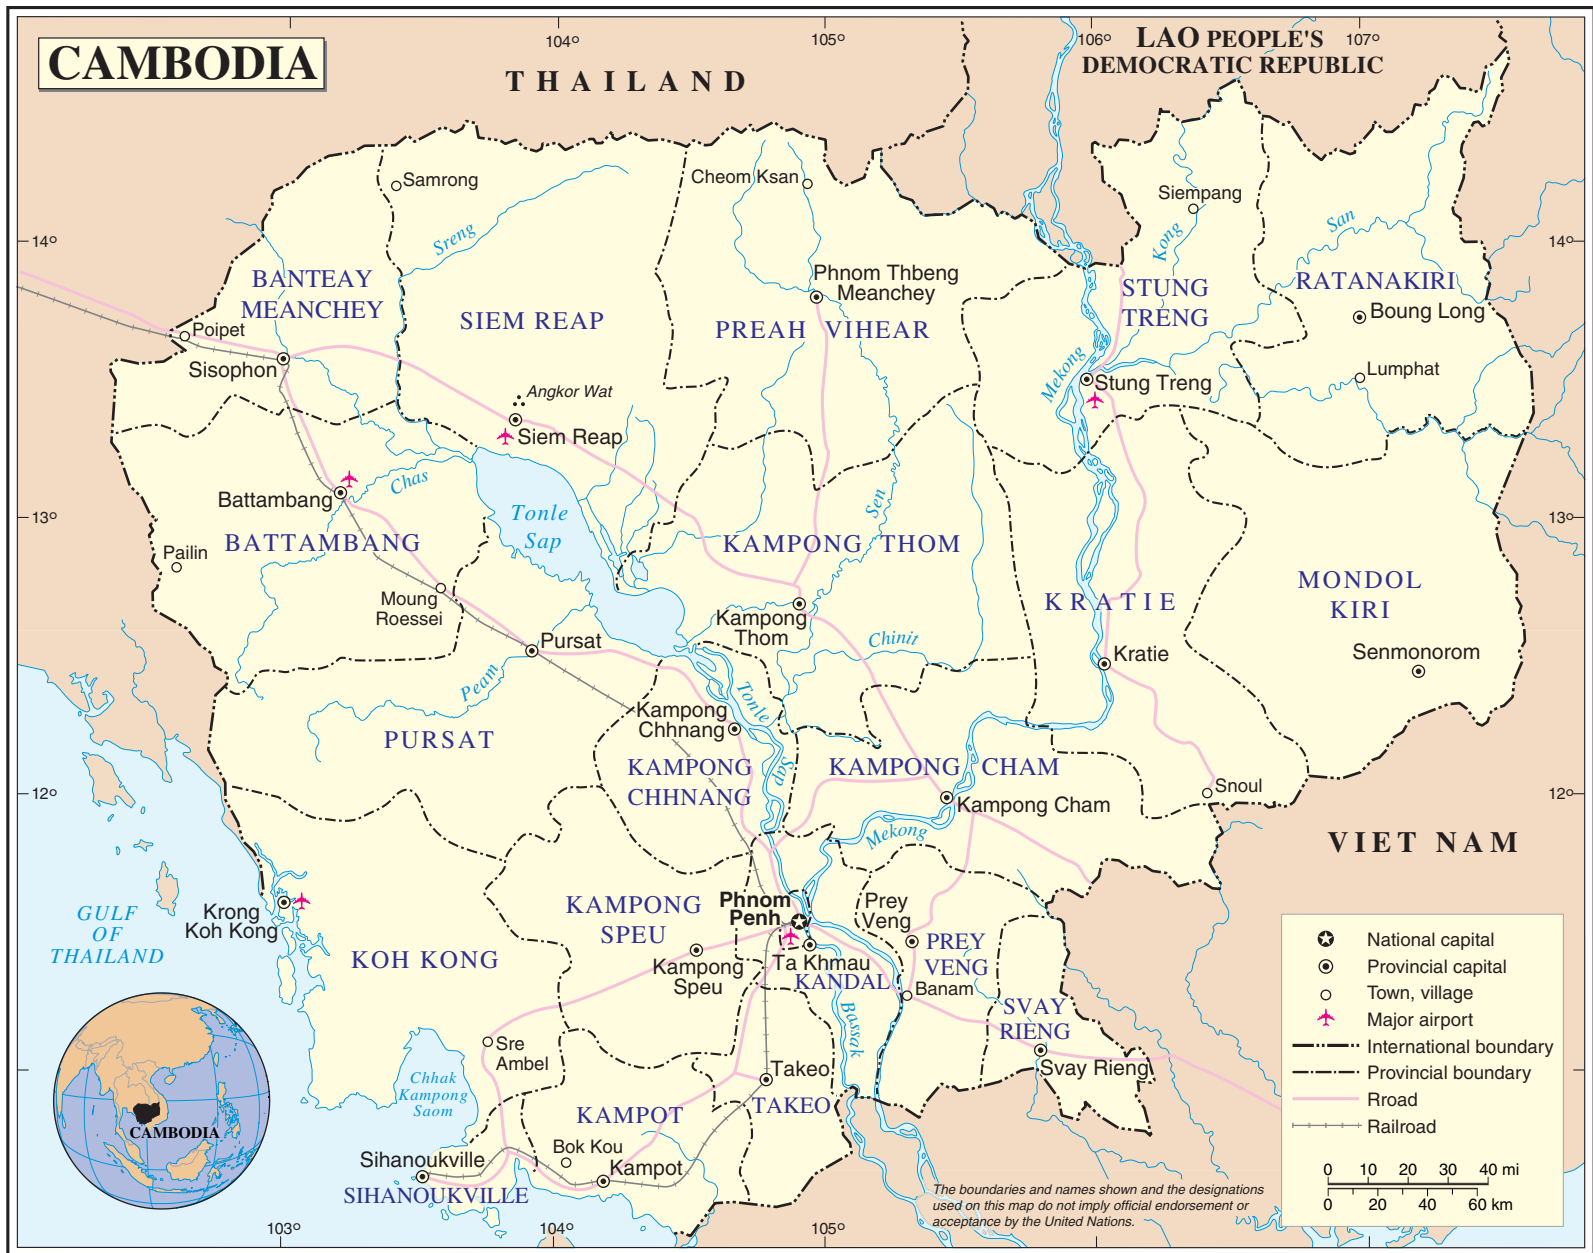 CAMBODIA
104°
105°
106°
107°
THAILAND
LAO PEOPLE'S
DEMOCRATIC REPUBLIC
Samrong
Cheom Ksan
Siempang
Sreng
Kong
San
14°
14°
BANTEAY
MEANCHEY
SIEM REAP
Phnom Thbeng
Meanchey
PREAH VIHEAR
STUNG
TRENG
RATANAKIRI
Boung Long
Poipet
Sisophon
Mekong
Stung Treng
Lumphat
Angkor Wat
Siem Reap
Chas
Battambang
Sen
13°
13°
Tonle
Sap
BATTAMBANG
Pailin
KAMPONG THOM
MONDOL
KIRI
Moung
Roessei
KRATIE
Kampong
Thom
Chinit
Pursat
Peam
Kratie
Senmonorom
Kampong
Chhnang
Tonle
Sap
PURSAT
KAMPONG
CHHNANG
KAMPONG CHAM
Kampong Cham
Snoul
12°
12°
Mekong
VIET NAM
Krong
Koh Kong
GULF
OF
THAILAND
KAMPONG
SPEU
Phnom
Penh
Prey
Veng
KOH KONG
Kampong
Speu
Ta Khmau
KANDAL
PREY
VENG
Banam
SVAY
RIENG
Bassak
Svay Rieng
Sre
Ambel
Chhak
Kampong
Saom
Takeo
TAKEO
KAMPOT
Bok Kou
Kampot
Sihanoukville
SIHANOUKVILLE
CAMBODIA
National capital
Provincial capital
Town, village
Major airport
International boundary
Provincial boundary
Rroad
Railroad
0 10 20 30 40 mi
0 20 40 60 km
The boundaries and names shown and the designations
used on this map do not imply official endorsement or
acceptance by the United Nations.
103°
104°
105°